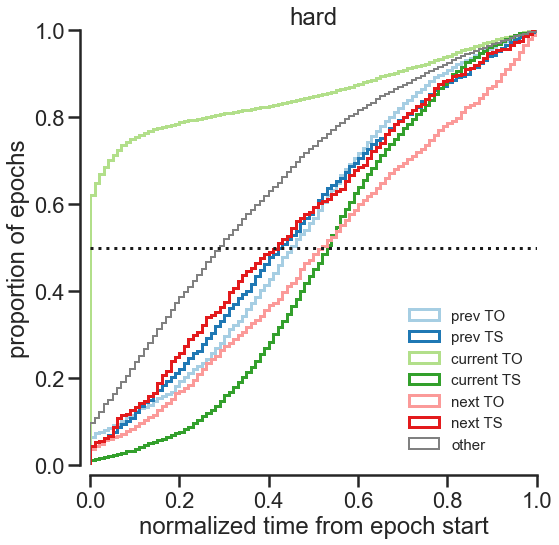 hard
proportion of epochs
1.0
0.8
0.6
0.4
0.2
0.0
prev TO
prev TS
current TO
current TS
next TO
next TS
other
0.0 0.2 0.4 0.6 0.8 1.0
normalized time from epoch start